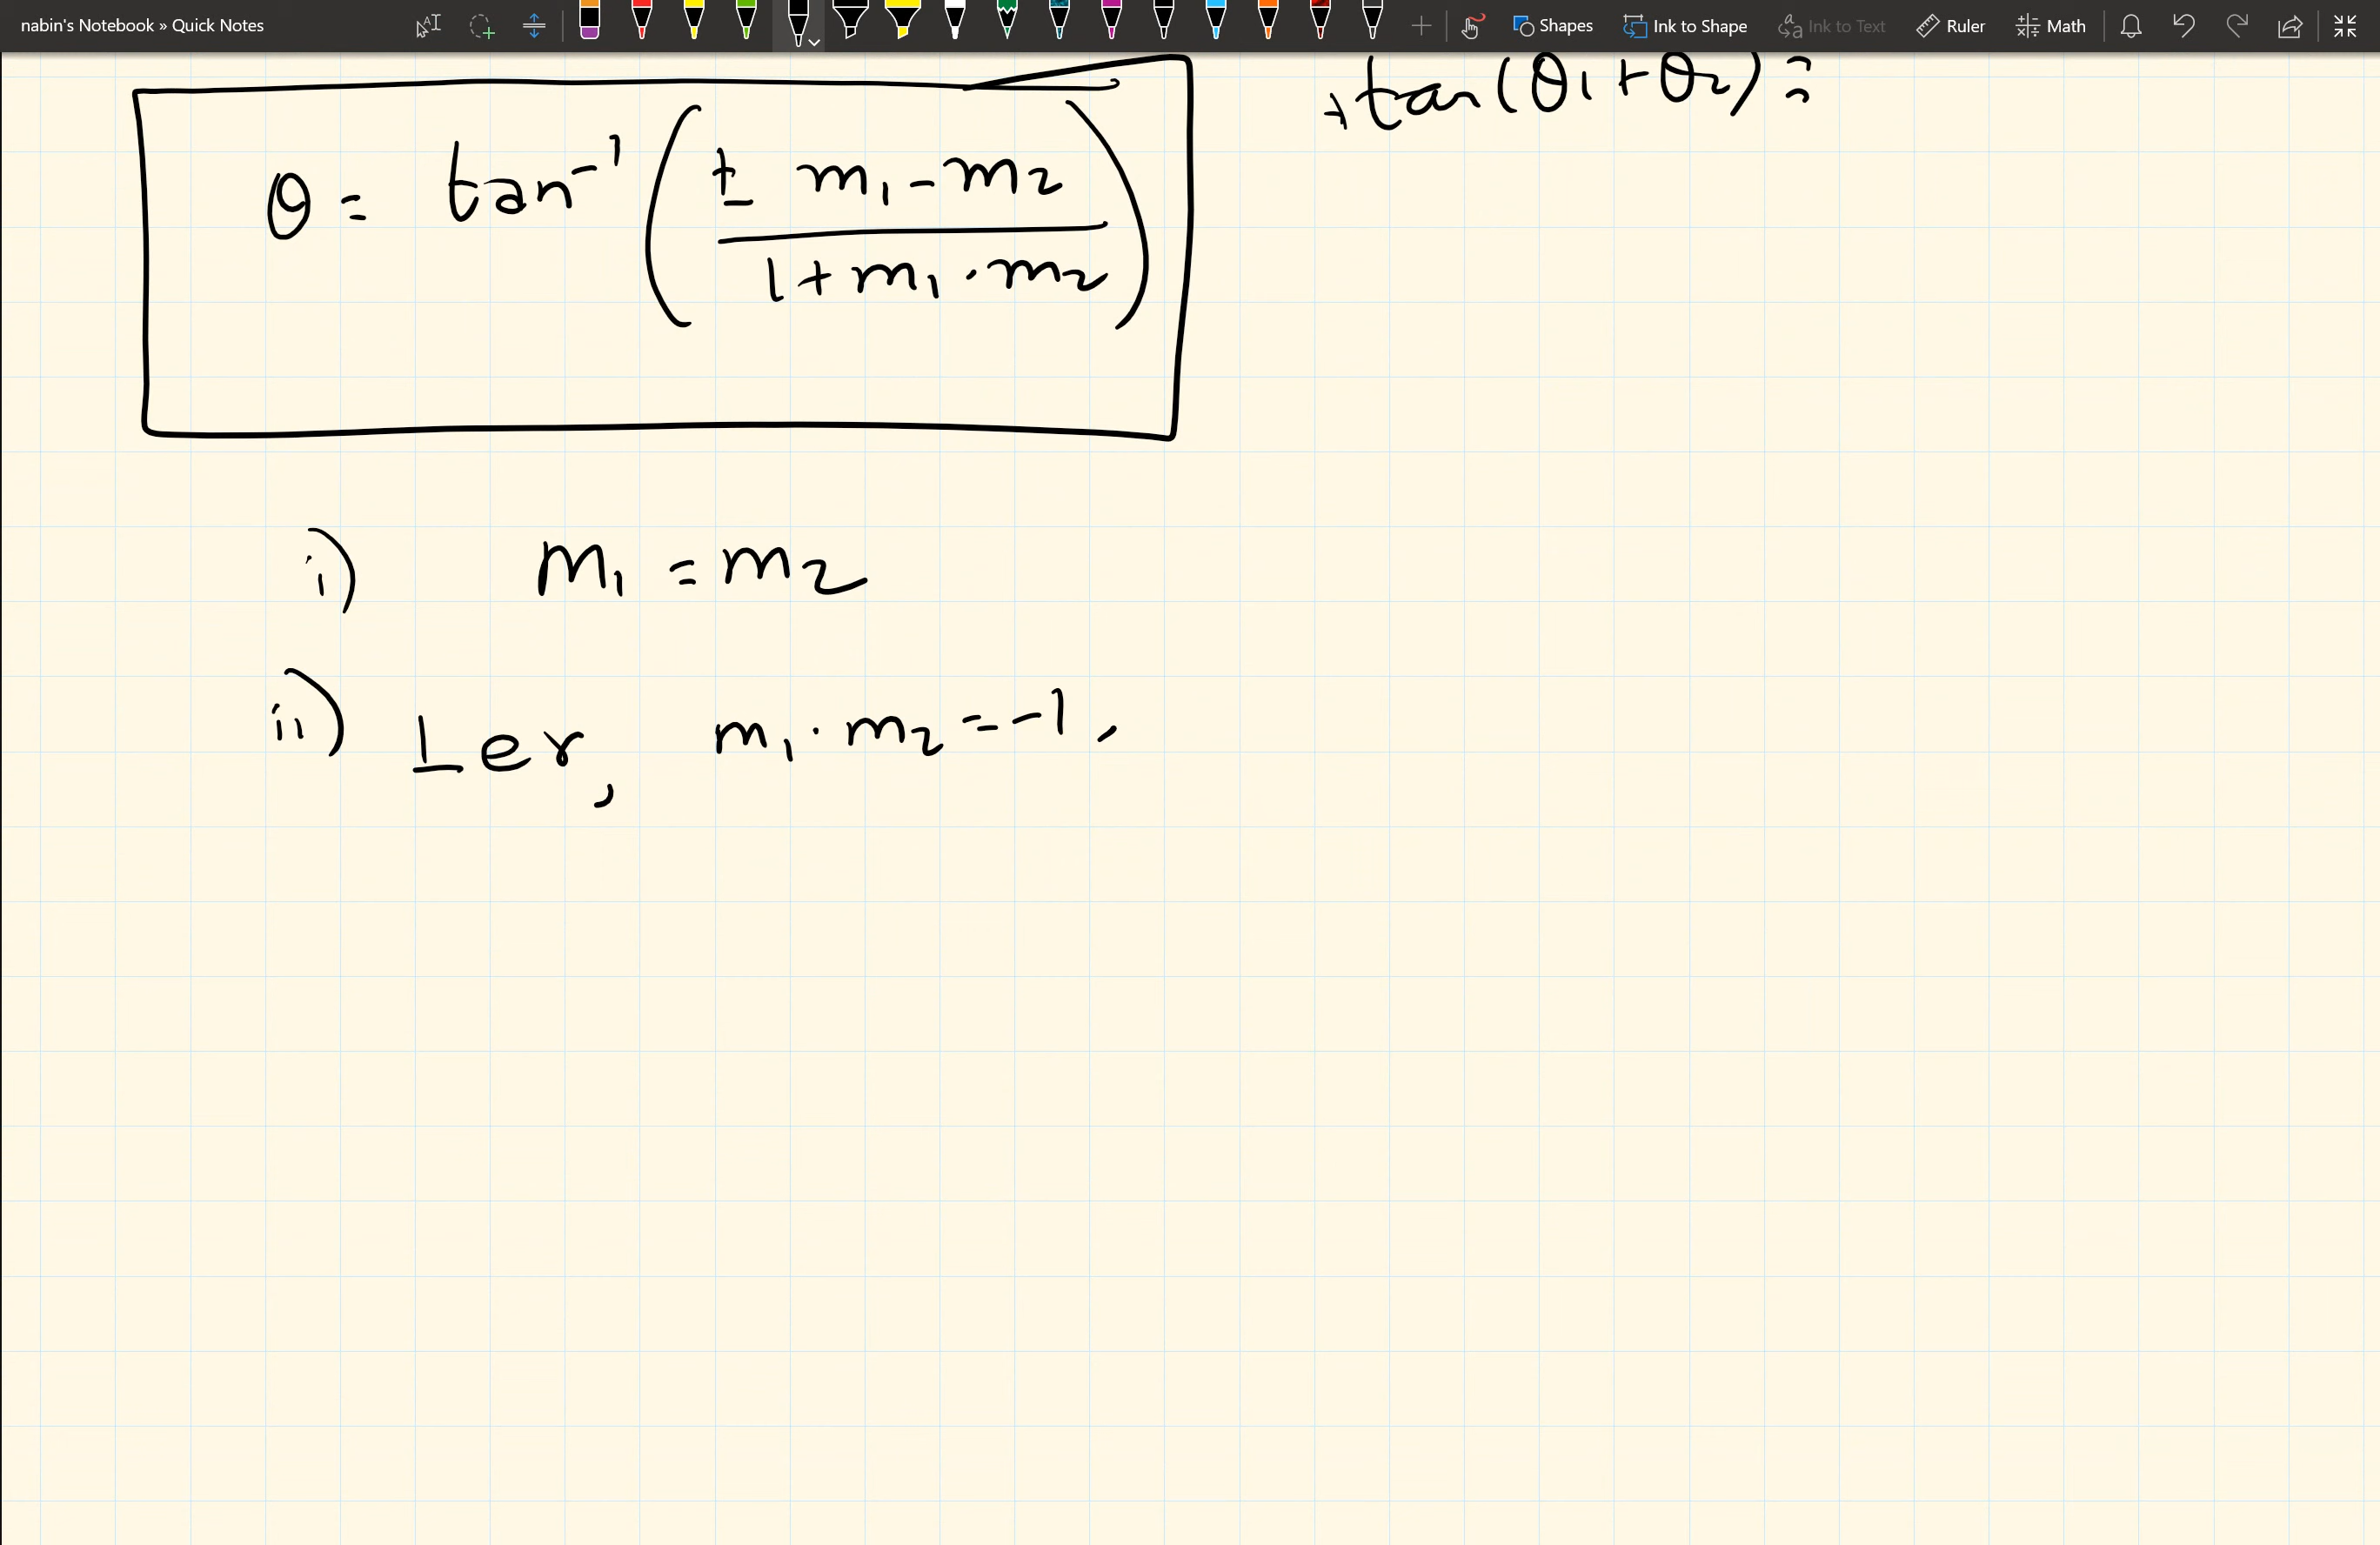 nabin's Notebook » Quick Notes Shapes Ink to Shape Ink to Text Ruler Math
tan(θ1+θ2) =
θ = tan⁻¹ (± m1 - m2 / 1 + m1 · m2)
i) m1 = m2
ii) Ler, m1 · m2 = -1,